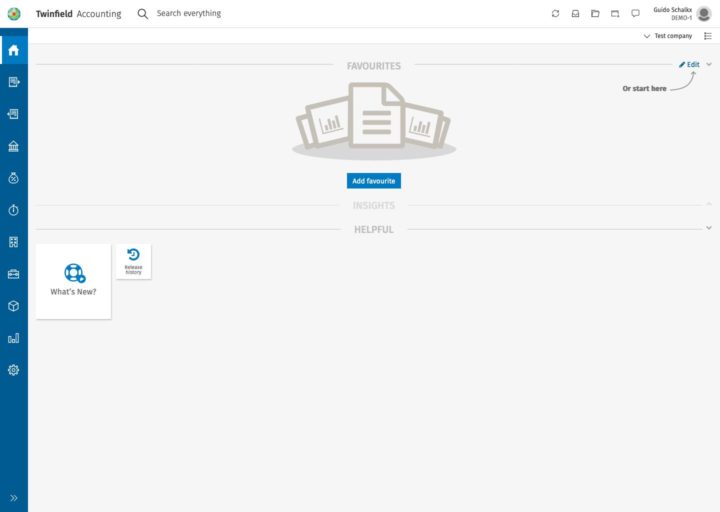 Twinfield Accounting
Search everything
Guido Schalkx
DEMO-1
Test company
FAVOURITES
Edit
Or start here
Add favourite
INSIGHTS
HELPFUL
What's New?
Release
history